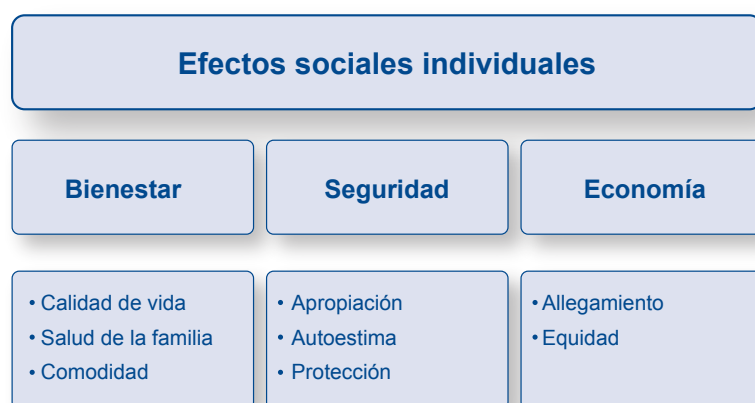 Efectos sociales individuales
Bienestar
Seguridad
Economía
• Calidad de vida
• Salud de la familia
• Comodidad
• Apropiación
• Autoestima
• Protección
• Allegamiento
• Equidad